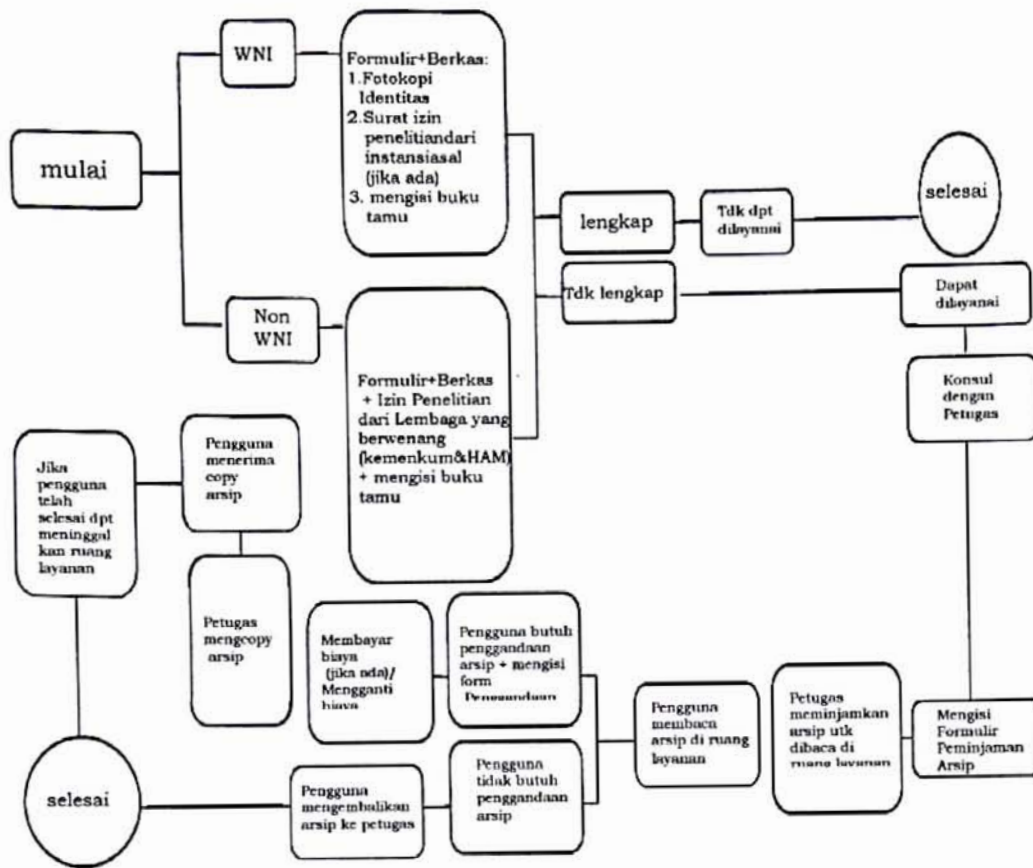 WNI
Formulir+Berkas:
1.Fotokopi
Identitas
2.Surat izin
penelitiandari
instansiasal
(jika ada)
3. mengisi buku
tamu
mulai
selesai
lengkap
Tdk dpt
dilayanai
Tdk lengkap
Dapat
dilayanai
Non
WNI
Formulir+Berkas
+ Izin Penelitian
dari Lembaga yang
berwenang
(kemenkum&HAM)
+ mengisi buku
tamu
Konsul
dengan
Petugas
Jika
pengguna
telah
selesai dpt
meninggal
kan ruang
layanan
Pengguna
menerima
copy
arsip
Petugas
mengcopy
arsip
Membayar
biaya
(jika ada)/
Mengganti
biaya
Pengguna butuh
penggandaan
arsip + mengisi
form
Penggandaan
Pengguna
membaca
arsip di ruang
layanan
Petugas
meminjamkan
arsip utk
dibaca di
ruang layanan
Mengisi
Formulir
Peminjaman
Arsip
selesai
Pengguna
mengembalikan
arsip ke petugas
Pengguna
tidak butuh
penggandaan
arsip